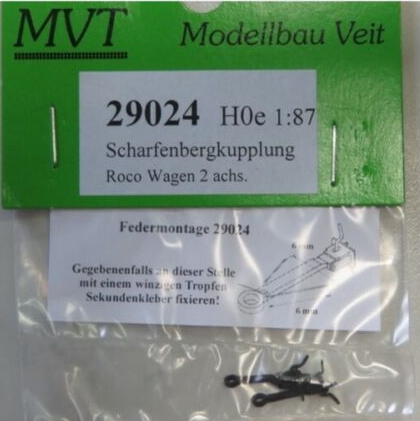 MVT Modellbau Veit
29024 H0e 1:87
Scharfenbergkupplung
Roco Wagen 2 achs.
Federmontage 29024
6 mm
Gegebenenfalls an dieser Stelle
mit einem winzigen Tropfen
Sekundenkleber fixieren!
6 mm